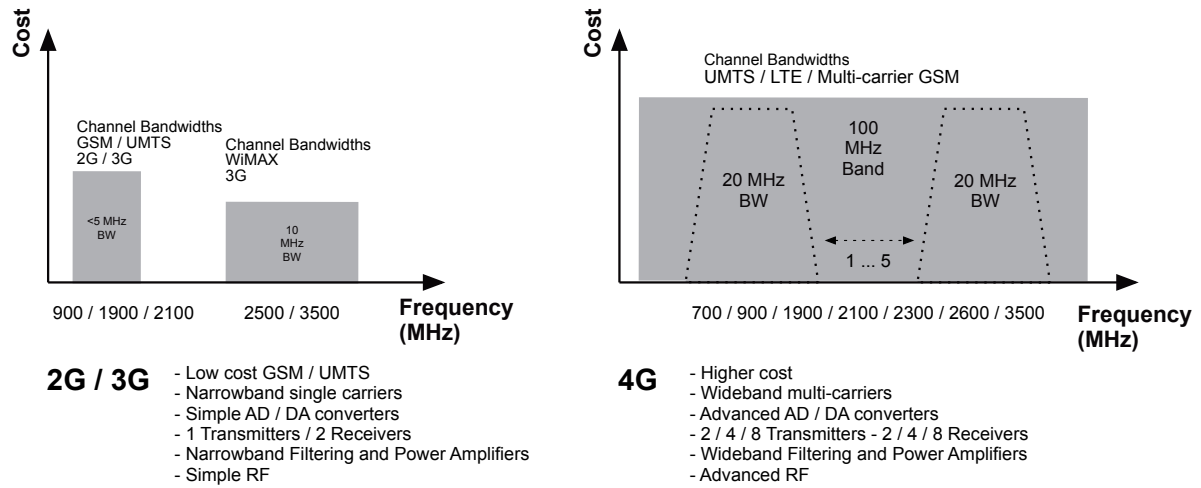 Cost
Channel Bandwidths
GSM / UMTS
2G / 3G
<5 MHz
BW
Channel Bandwidths
WiMAX
3G
10
MHz
BW
900 / 1900 / 2100
2500 / 3500
Frequency
(MHz)
2G / 3G
- Low cost GSM / UMTS
- Narrowband single carriers
- Simple AD / DA converters
- 1 Transmitters / 2 Receivers
- Narrowband Filtering and Power Amplifiers
- Simple RF
Cost
Channel Bandwidths
UMTS / LTE / Multi-carrier GSM
20 MHz
BW
100
MHz
Band
20 MHz
BW
1 ... 5
700 / 900 / 1900 / 2100 / 2300 / 2600 / 3500
Frequency
(MHz)
4G
- Higher cost
- Wideband multi-carriers
- Advanced AD / DA converters
- 2 / 4 / 8 Transmitters - 2 / 4 / 8 Receivers
- Wideband Filtering and Power Amplifiers
- Advanced RF